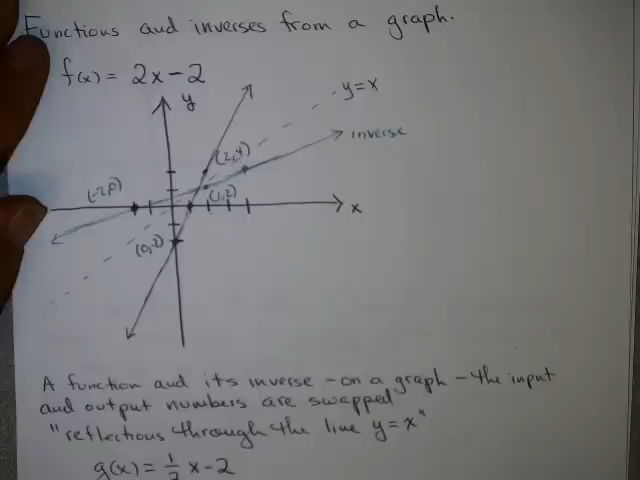 Functions and inverses from a graph.
f(x) = 2x-2
y
y=x
inverse
(2,4)
(-2,0)
(1,2)
x
(0,2)
A function and its inverse - on a graph - the input
and output numbers are swapped
"reflections through the line y=x"
g(x) = 1/2 x-2